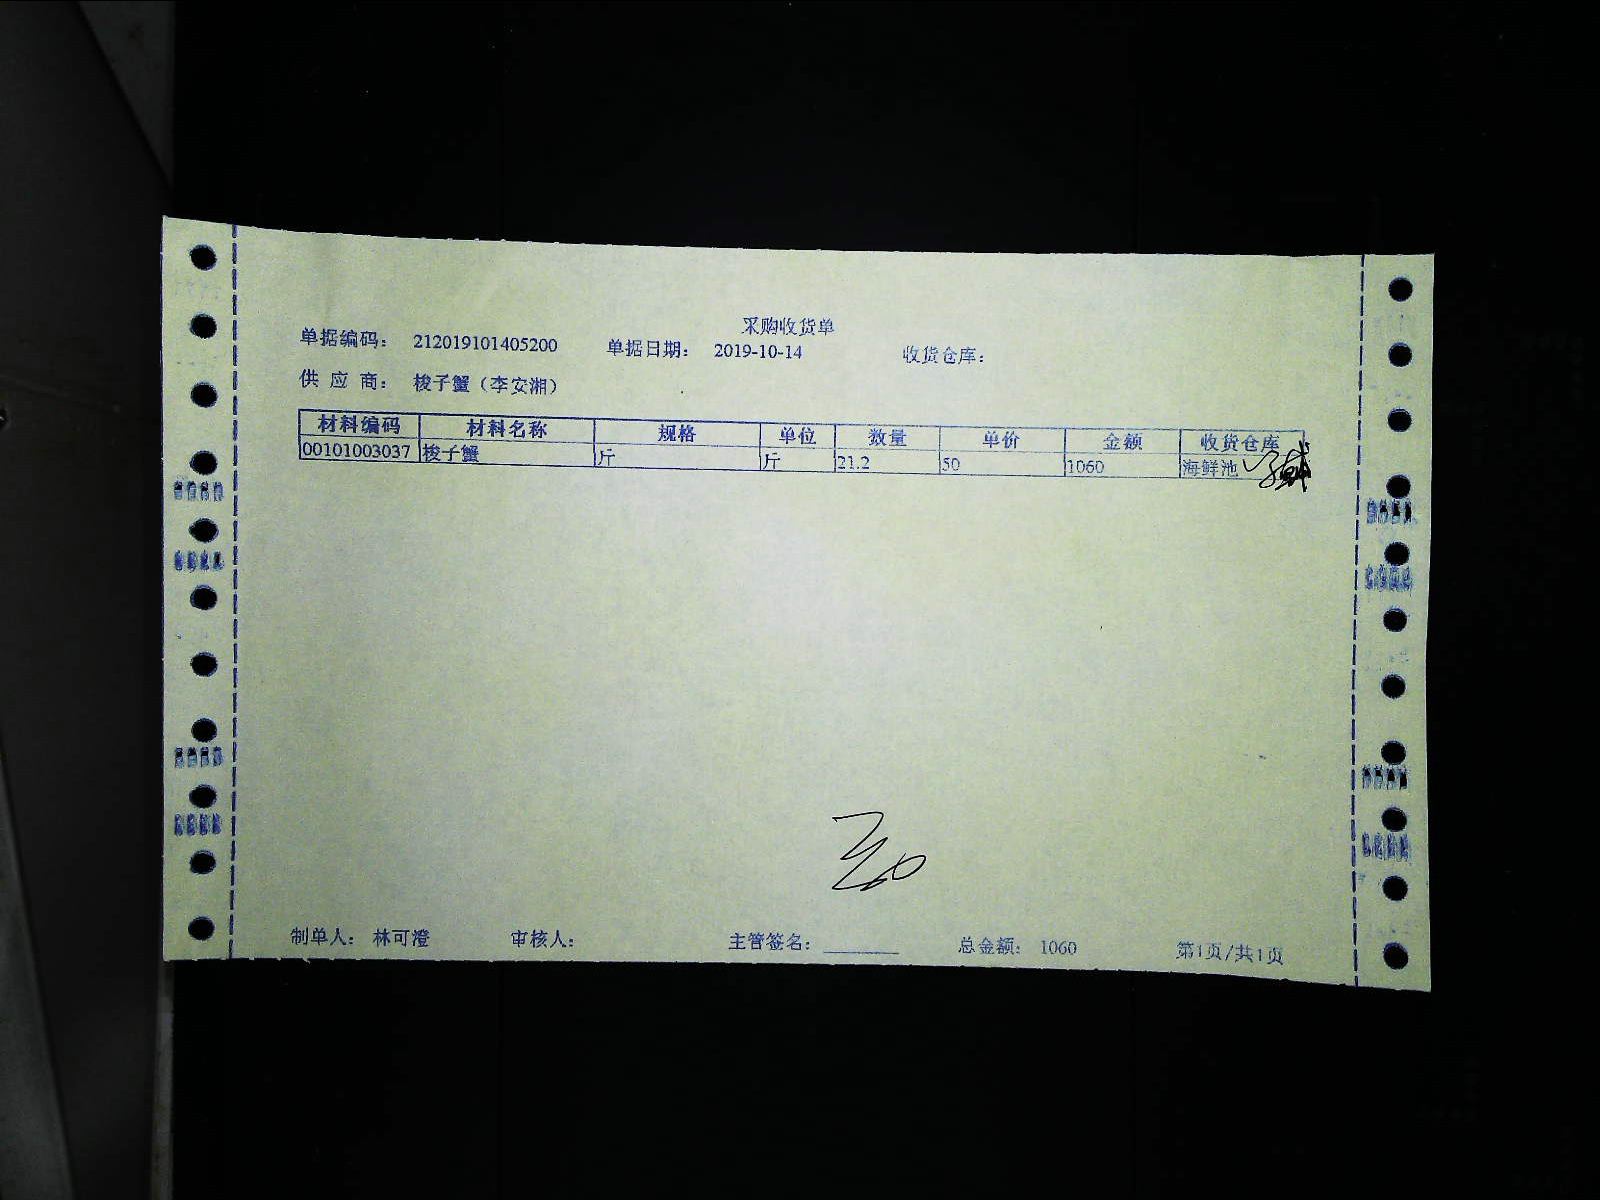 采购收货单
单据编码： 212019101405200 单据日期： 2019-10-14 收货仓库：
供 应 商： 梭子蟹（李安湘）
材料编码 材料名称 规格 单位 数量 单价 金额 收货仓库
00101003037 梭子蟹 斤 斤 21.2 50 1060 海鲜池
制单人： 林可澄 审核人： 主管签名： 总金额： 1060 第1页/共1页